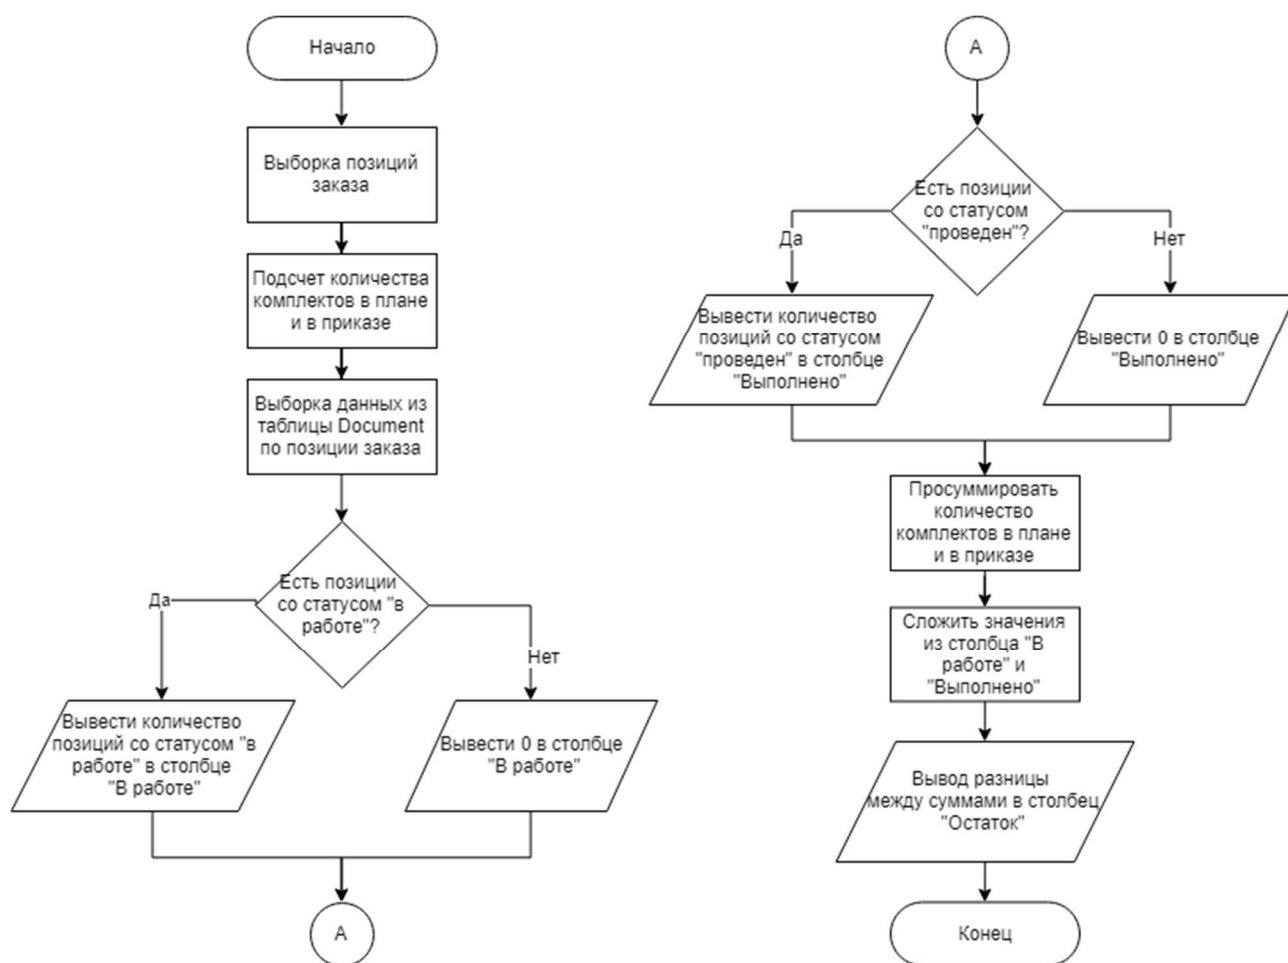 Начало
Выборка позиций
заказа
Подсчет количества
комплектов в плане
и в приказе
Выборка данных из
таблицы Document
по позиции заказа
Есть позиции
со статусом "в
работе"?
Да
Нет
Вывести количество
позиций со статусом "в
работе" в столбце
"В работе"
Вывести 0 в столбце
"В работе"
А
А
Есть позиции
со статусом
"проведен"?
Да
Нет
Вывести количество
позиций со статусом
"проведен" в столбце
"Выполнено"
Вывести 0 в столбце
"Выполнено"
Просуммировать
количество
комплектов в плане
и в приказе
Сложить значения
из столбца "В
работе" и
"Выполнено"
Вывод разницы
между суммами в столбец
"Остаток"
Конец